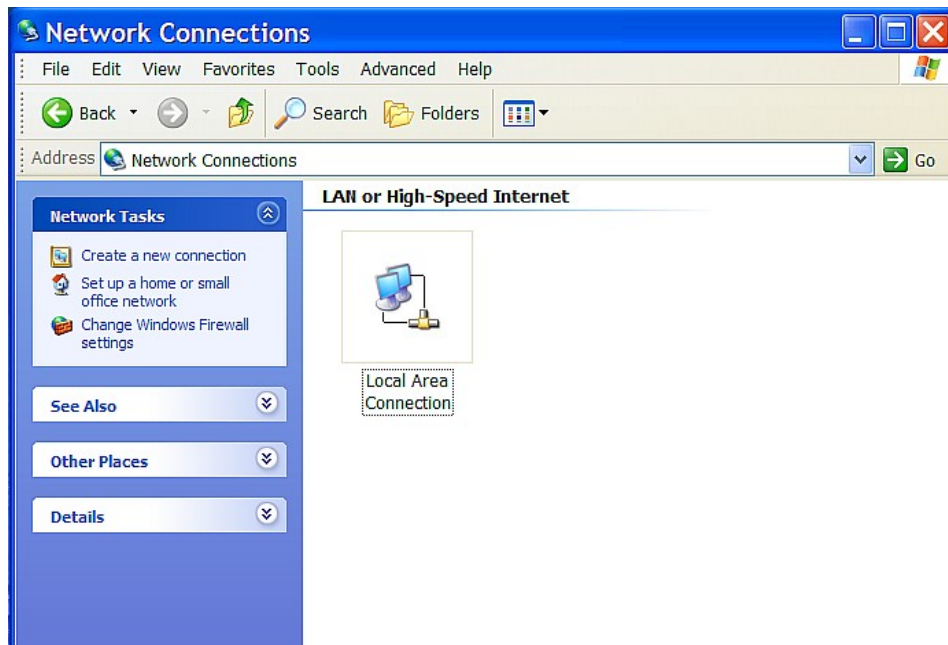 Network Connections
File Edit View Favorites Tools Advanced Help
Back Search Folders
Address Network Connections Go
Network Tasks
Create a new connection
Set up a home or small
office network
Change Windows Firewall
settings
See Also
Other Places
Details
LAN or High-Speed Internet
Local Area
Connection